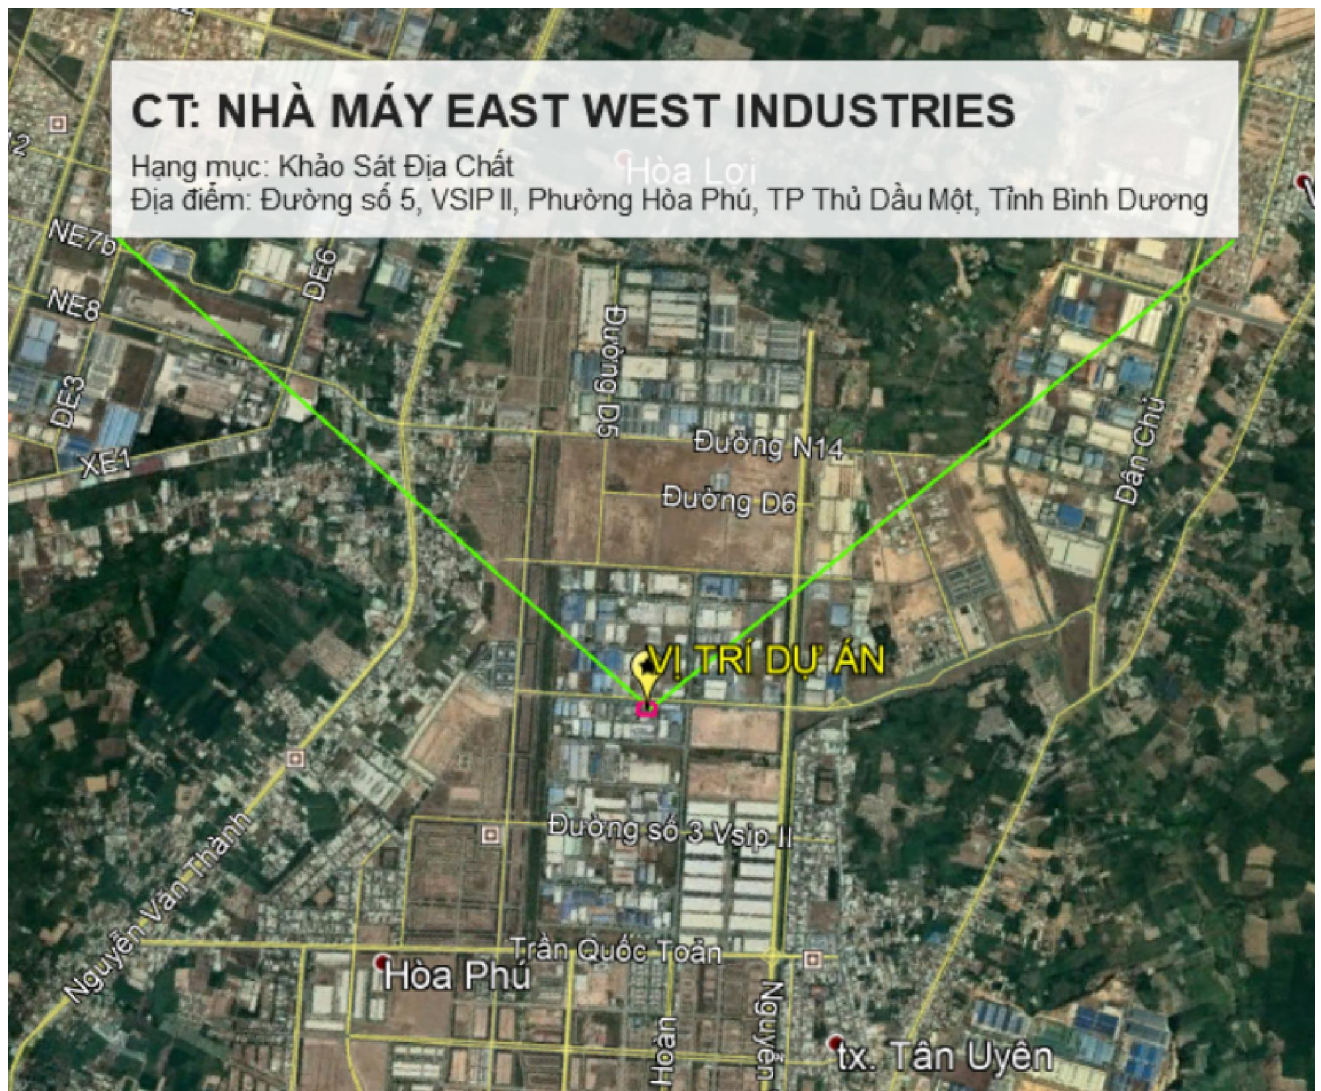 CT: NHÀ MÁY EAST WEST INDUSTRIES
Hạng mục: Khảo Sát Địa Chất
Hòa Lợi
Địa điểm: Đường số 5, VSIP II, Phường Hòa Phú, TP Thủ Dầu Một, Tỉnh Bình Dương
NE7b
DE6
NE8
Đường D5
DE3
Dân Chủ
Đường N14
XE1
Đường D6
VỊ TRÍ DỰ ÁN
Đường số 3 Vsip II
Nguyễn Văn Thành
Trần Quốc Toản
Hòa Phú
Nguyễn
Hoàn
tx. Tân Uyên